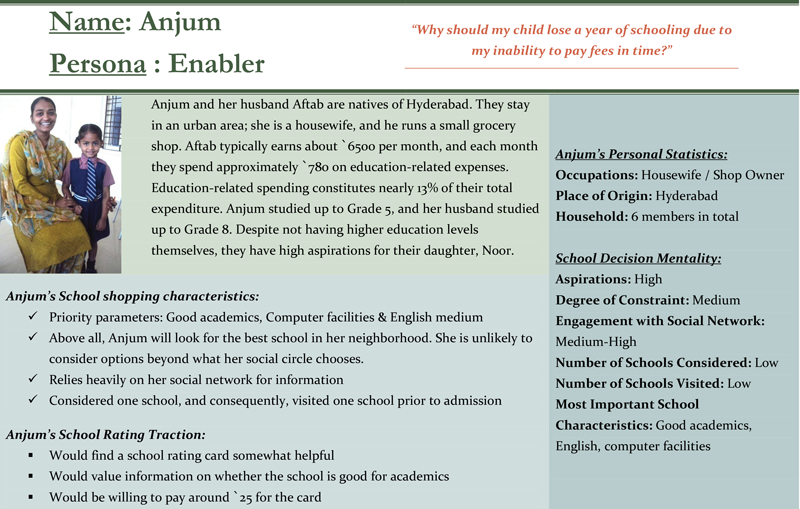 Name: Anjum
Persona : Enabler
“Why should my child lose a year of schooling due to
my inability to pay fees in time?”
Anjum and her husband Aftab are natives of Hyderabad. They stay
in an urban area; she is a housewife, and he runs a small grocery
shop. Aftab typically earns about `6500 per month, and each month
they spend approximately `780 on education-related expenses.
Education-related spending constitutes nearly 13% of their total
expenditure. Anjum studied up to Grade 5, and her husband studied
up to Grade 8. Despite not having higher education levels
themselves, they have high aspirations for their daughter, Noor.
Anjum’s School shopping characteristics:
✓ Priority parameters: Good academics, Computer facilities & English medium
✓ Above all, Anjum will look for the best school in her neighborhood. She is unlikely to
consider options beyond what her social circle chooses.
✓ Relies heavily on her social network for information
✓ Considered one school, and consequently, visited one school prior to admission
Anjum’s School Rating Traction:
▪ Would find a school rating card somewhat helpful
▪ Would value information on whether the school is good for academics
▪ Would be willing to pay around `25 for the card
Anjum’s Personal Statistics:
Occupations: Housewife / Shop Owner
Place of Origin: Hyderabad
Household: 6 members in total
School Decision Mentality:
Aspirations: High
Degree of Constraint: Medium
Engagement with Social Network:
Medium-High
Number of Schools Considered: Low
Number of Schools Visited: Low
Most Important School
Characteristics: Good academics,
English, computer facilities